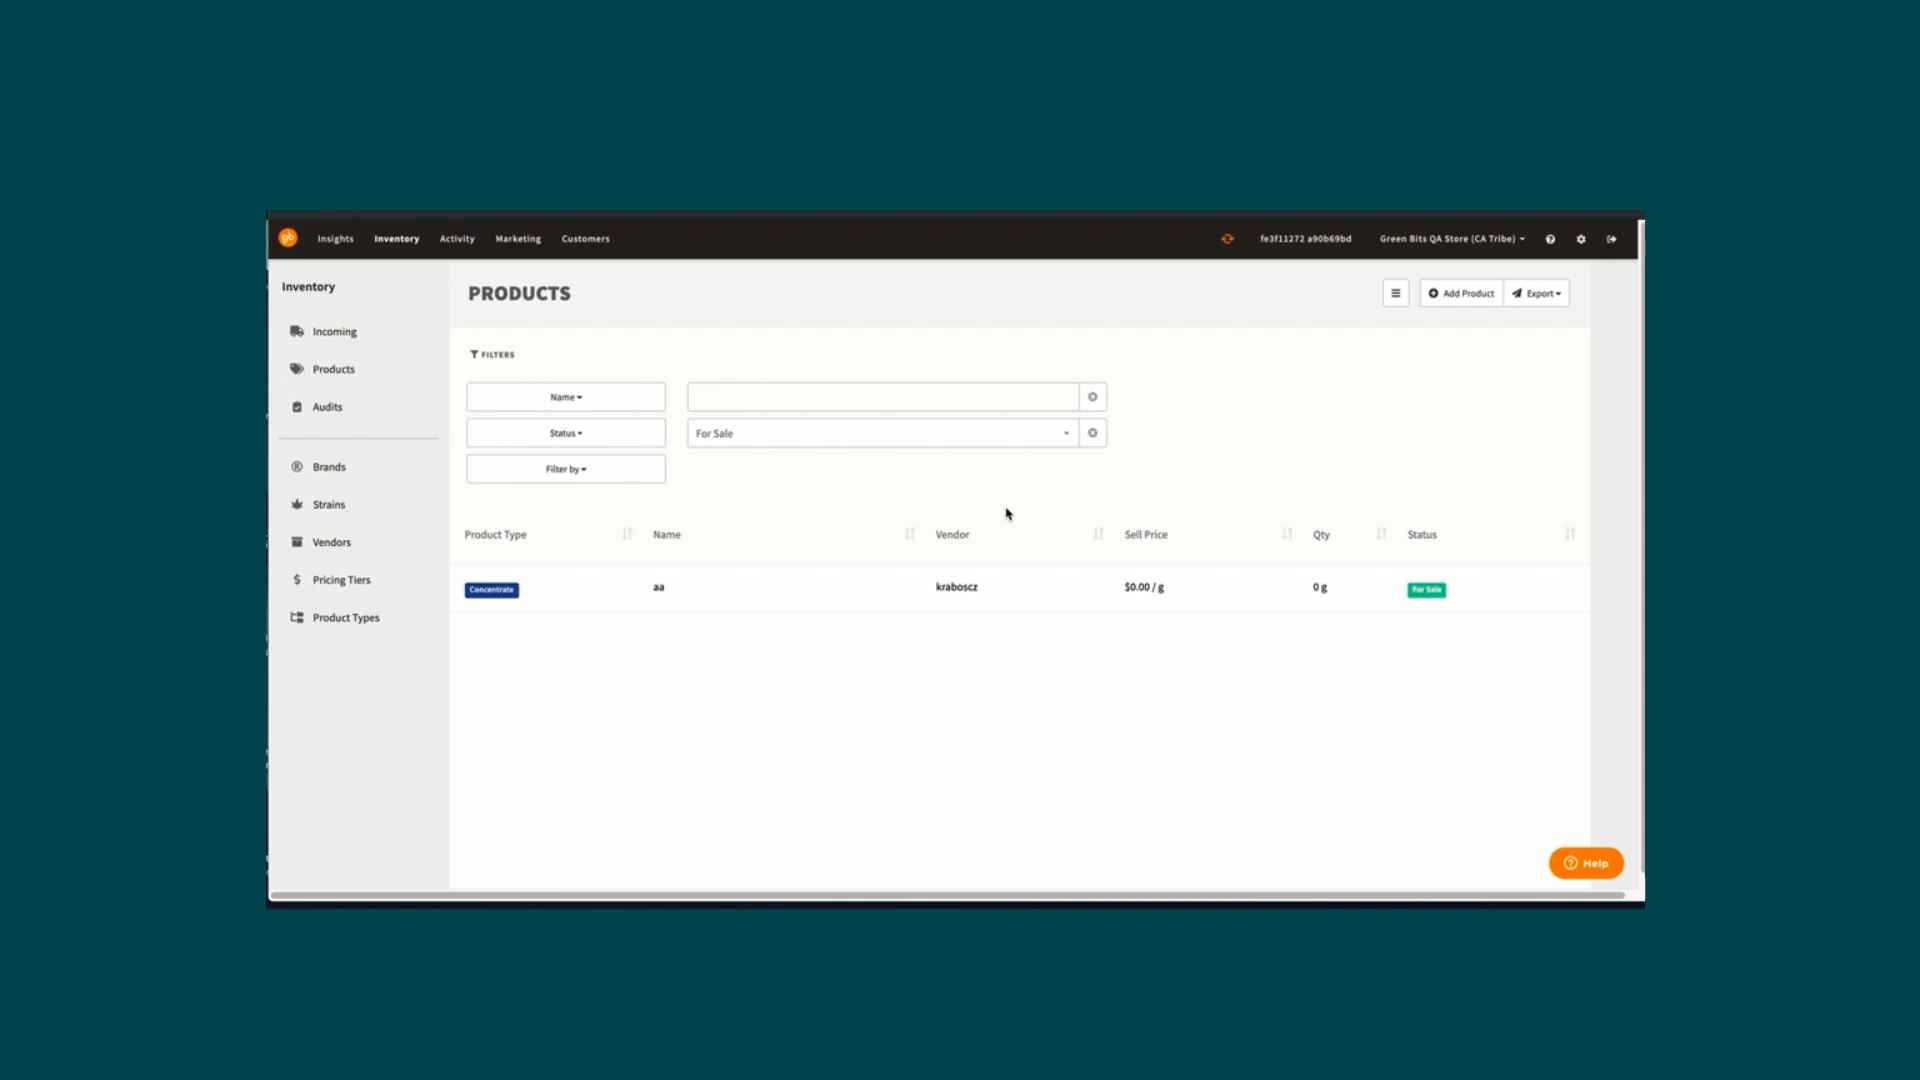 gb Insights Inventory Activity Marketing Customers fe3f11272 a90b69bd Green Bits QA Store (CA Tribe)
Inventory
Incoming
Products
Audits
Brands
Strains
Vendors
Pricing Tiers
Product Types
PRODUCTS
Add Product Export
FILTERS
Name
Status For Sale
Filter by
Product Type Name Vendor Sell Price Qty Status
Concentrate aa kraboscz $0.00 / g 0 g For Sale
Help